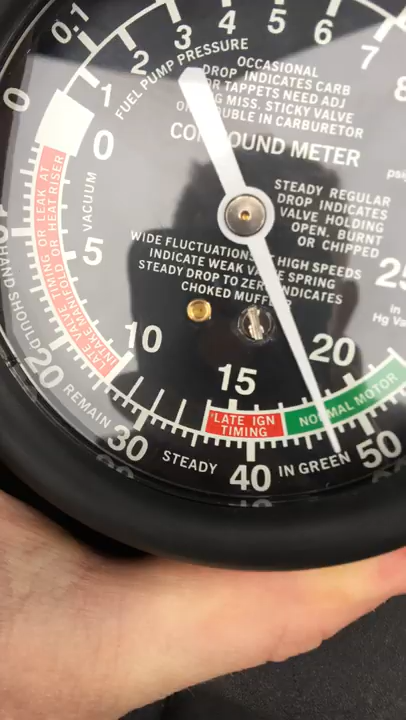 0.1
0
1
2
3
4
5
6
7
8
FUEL PUMP PRESSURE
OCCASIONAL
DROP INDICATES CARB
OR TAPPETS NEED ADJ
MISS. STICKY VALVE
IN CARBURETOR
METER
psi
0
VACUUM
5
10
15
20
25
in
Hg Vac
STEADY REGULAR
DROP INDICATES
VALVE HOLDING
OPEN. BURNT
OR CHIPPED
WIDE FLUCTUATIONS HIGH SPEEDS
INDICATE WEAK VALVE SPRING
STEADY DROP TO ZERO INDICATES
CHOKED MUFFLER
LATE VALVE TIMING OR LEAK AT
INTAKE MANIFOLD OR HEAT RISER
LATE IGN
TIMING
NORMAL MOTOR
HAND SHOULD
REMAIN
STEADY
IN GREEN
20
30
40
50